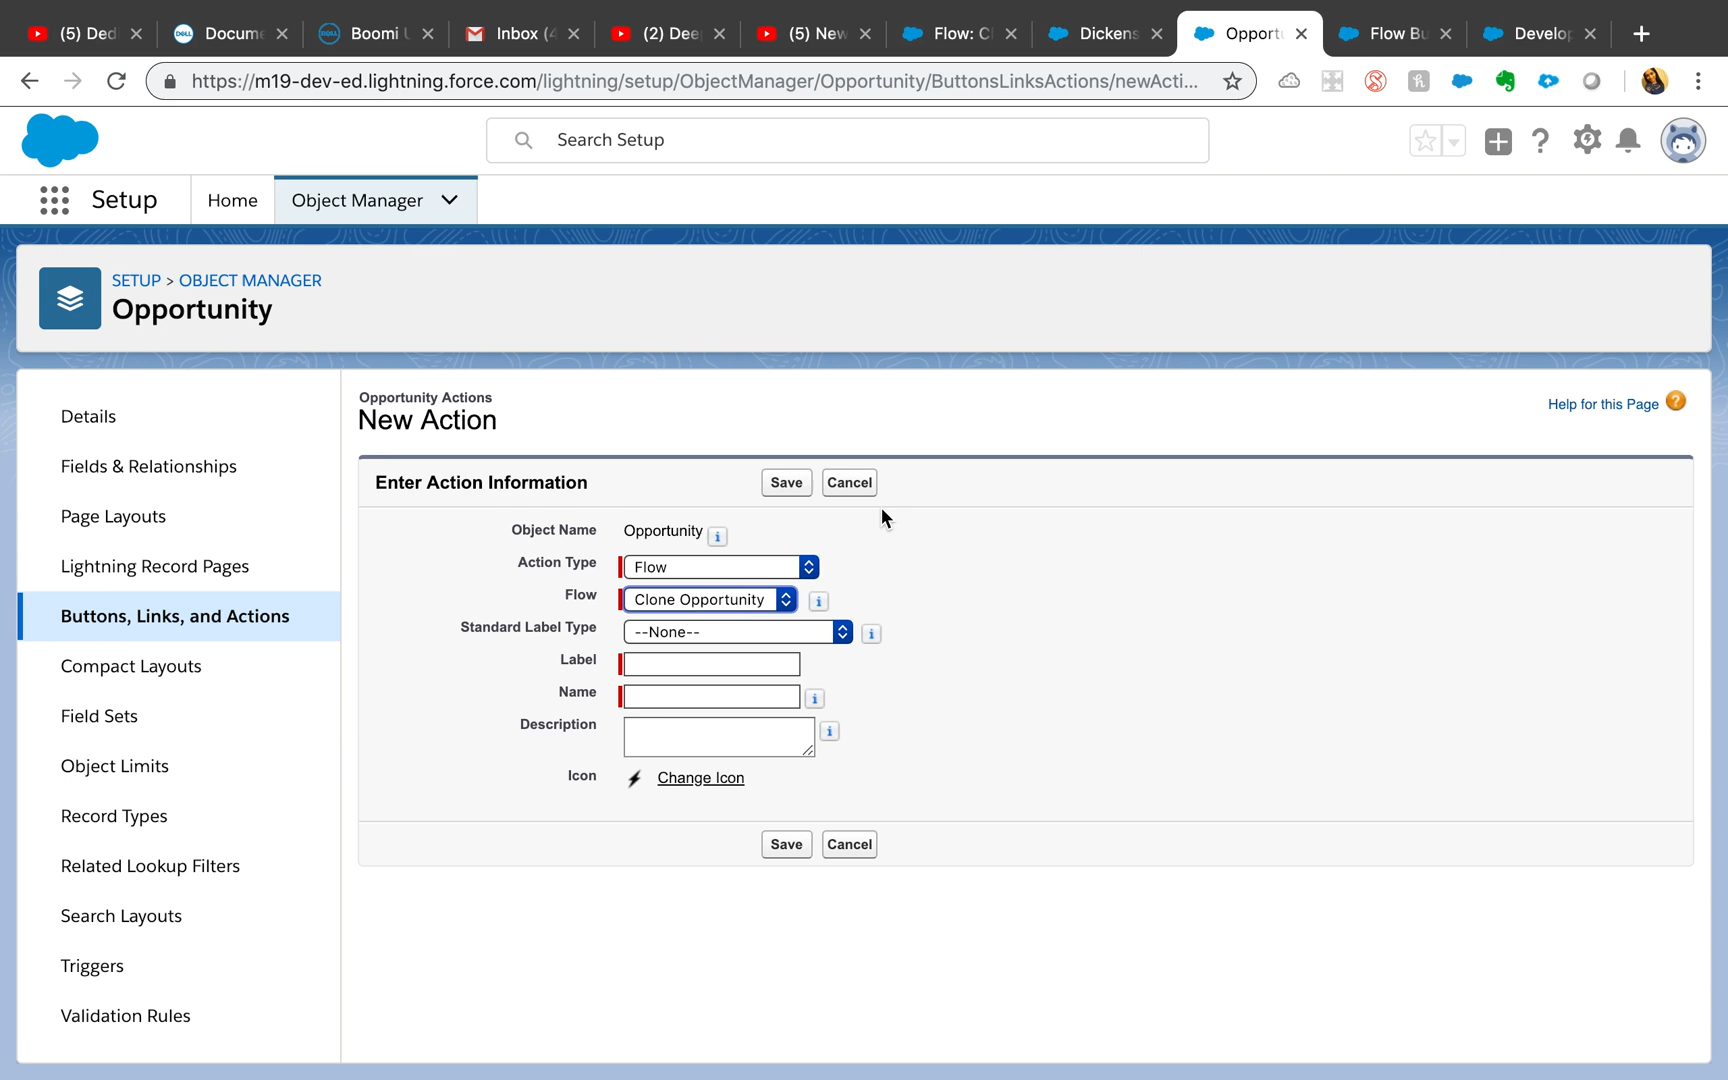 (5) Ded
Docume
Boomi U
Inbox (4
(2) Dee
(5) New
Flow: C
Dickens
Opport
Flow Bu
Develop
https://m19-dev-ed.lightning.force.com/lightning/setup/ObjectManager/Opportunity/ButtonsLinksActions/newActi...
Search Setup
Setup
Home
Object Manager
SETUP > OBJECT MANAGER
Opportunity
Details
Fields & Relationships
Page Layouts
Lightning Record Pages
Buttons, Links, and Actions
Compact Layouts
Field Sets
Object Limits
Record Types
Related Lookup Filters
Search Layouts
Triggers
Validation Rules
Opportunity Actions
New Action
Help for this Page
Enter Action Information
Save
Cancel
Object Name Opportunity
Action Type Flow
Flow Clone Opportunity
Standard Label Type --None--
Label
Name
Description
Icon Change Icon
Save
Cancel